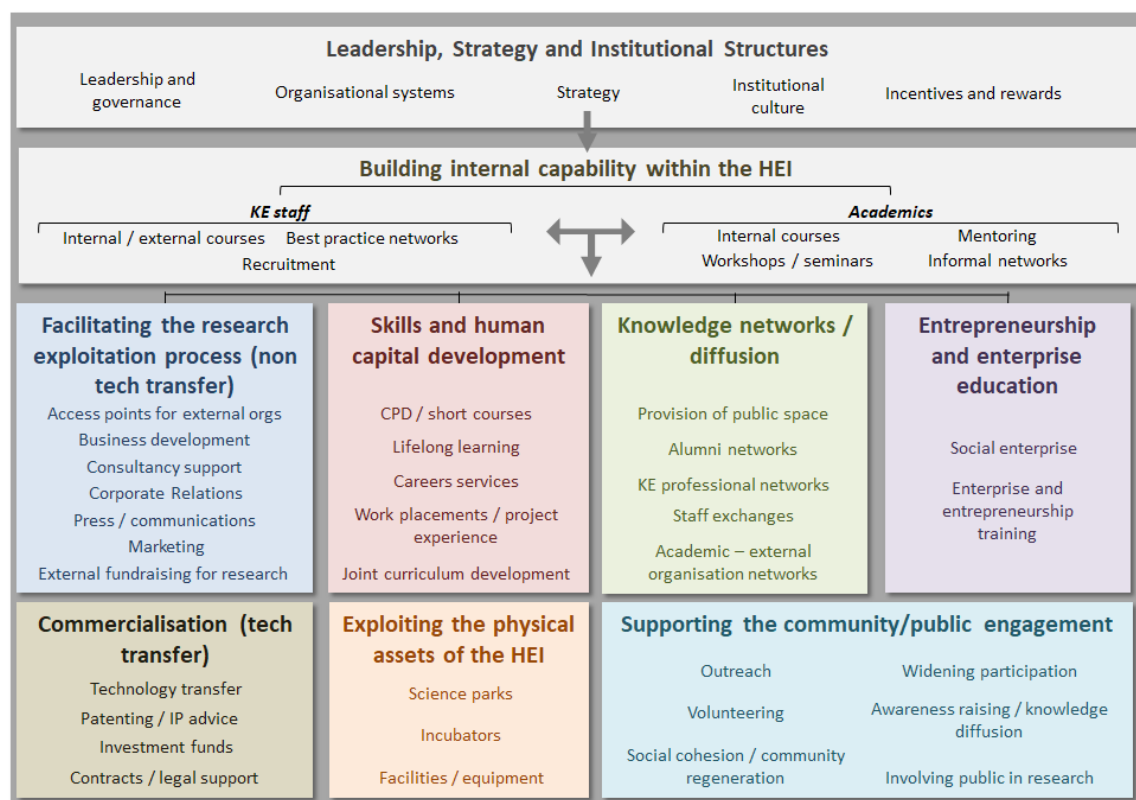 Leadership, Strategy and Institutional Structures
Leadership and
governance
Organisational systems
Strategy
Institutional
culture
Incentives and rewards
Building internal capability within the HEI
KE staff
Internal / external courses
Best practice networks
Recruitment
Academics
Internal courses
Mentoring
Workshops / seminars
Informal networks
Facilitating the research
exploitation process (non
tech transfer)
Access points for external orgs
Business development
Consultancy support
Corporate Relations
Press / communications
Marketing
External fundraising for research
Skills and human
capital development
CPD / short courses
Lifelong learning
Careers services
Work placements / project
experience
Joint curriculum development
Knowledge networks /
diffusion
Provision of public space
Alumni networks
KE professional networks
Staff exchanges
Academic – external
organisation networks
Entrepreneurship
and enterprise
education
Social enterprise
Enterprise and
entrepreneurship
training
Commercialisation (tech
transfer)
Technology transfer
Patenting / IP advice
Investment funds
Contracts / legal support
Exploiting the physical
assets of the HEI
Science parks
Incubators
Facilities / equipment
Supporting the community/public engagement
Outreach
Volunteering
Social cohesion / community
regeneration
Widening participation
Awareness raising / knowledge
diffusion
Involving public in research